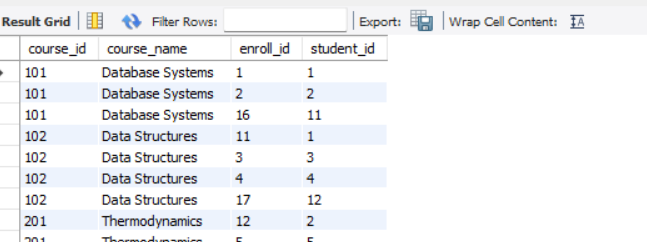 Result Grid Filter Rows: Export: Wrap Cell Content:
course_id course_name enroll_id student_id
101 Database Systems 1 1
101 Database Systems 2 2
101 Database Systems 16 11
102 Data Structures 11 1
102 Data Structures 3 3
102 Data Structures 4 4
102 Data Structures 17 12
201 Thermodynamics 12 2
201 Thermodynamics 5 5